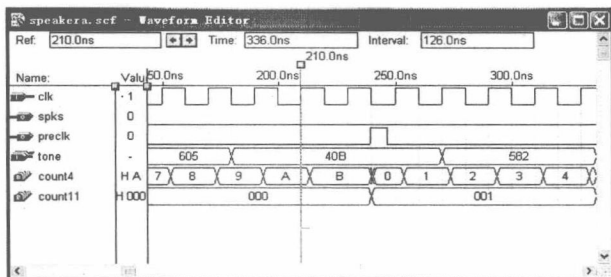 speakera.scf - Waveform Editor
Ref: 210.0ns Time: 336.0ns Interval: 126.0ns
210.0ns
Name: Valu 50.0ns 200.0ns 250.0ns 300.0ns
clk - 1
spks 0
preclk 0
tone - 605 40B 582
count4 H A 7 8 9 A B 0 1 2 3 4
count11 H 000 000 001